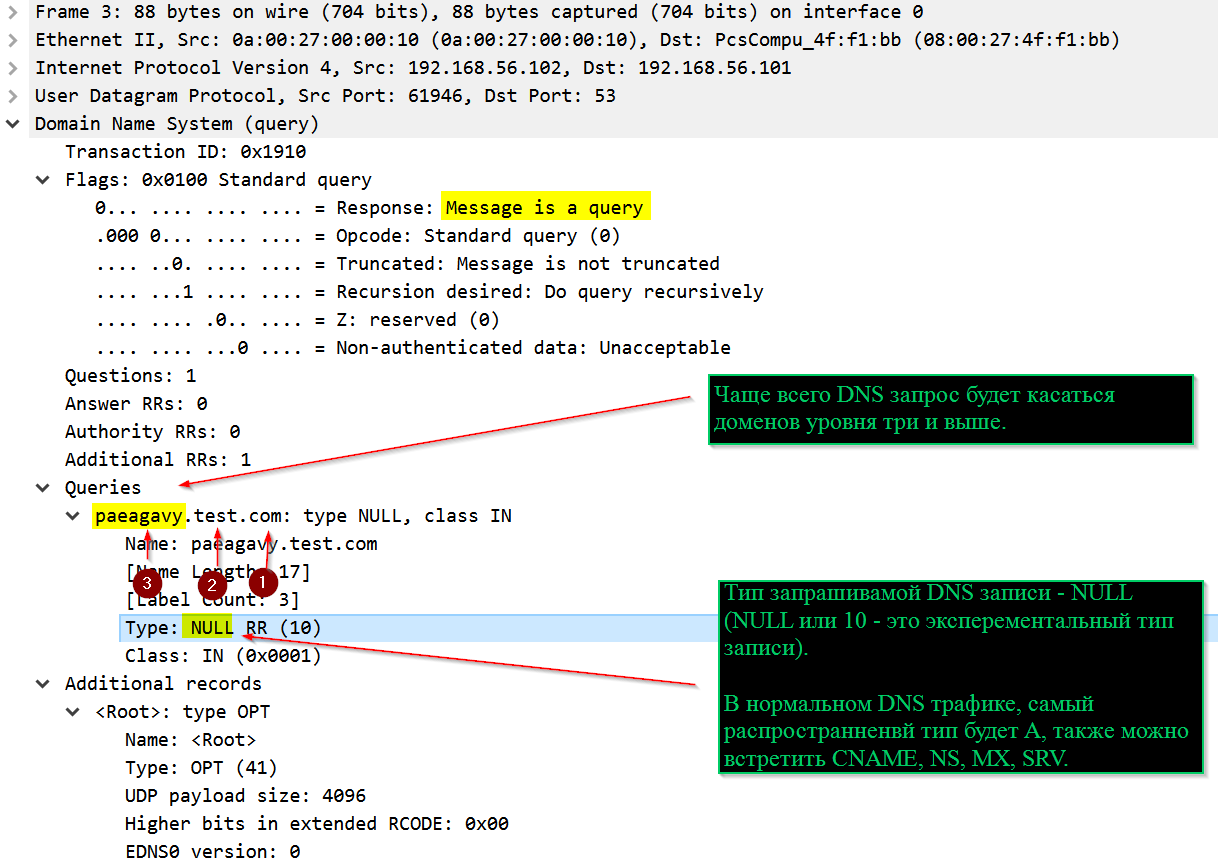 Frame 3: 88 bytes on wire (704 bits), 88 bytes captured (704 bits) on interface 0
Ethernet II, Src: 0a:00:27:00:00:10 (0a:00:27:00:00:10), Dst: PcsCompu_4f:f1:bb (08:00:27:4f:f1:bb)
Internet Protocol Version 4, Src: 192.168.56.102, Dst: 192.168.56.101
User Datagram Protocol, Src Port: 61946, Dst Port: 53
Domain Name System (query)
Transaction ID: 0x1910
Flags: 0x0100 Standard query
0... .... .... .... = Response: Message is a query
.000 0... .... .... = Opcode: Standard query (0)
.... ..0. .... .... = Truncated: Message is not truncated
.... ...1 .... .... = Recursion desired: Do query recursively
.... .... .0.. .... = Z: reserved (0)
.... .... ...0 .... = Non-authenticated data: Unacceptable
Questions: 1
Answer RRs: 0
Authority RRs: 0
Additional RRs: 1
Чаще всего DNS запрос будет касаться
доменов уровня три и выше.
Queries
paeagavy.test.com: type NULL, class IN
Name: paeagavy.test.com
[Name Length: 17]
3 2 1
[Label Count: 3]
Type: NULL RR (10)
Class: IN (0x0001)
Тип запрашивамой DNS записи - NULL
(NULL или 10 - это эксперементальный тип
записи).
В нормальном DNS трафике, самый
распространненвй тип будет А, также можно
встретить CNAME, NS, MX, SRV.
Additional records
<Root>: type OPT
Name: <Root>
Type: OPT (41)
UDP payload size: 4096
Higher bits in extended RCODE: 0x00
EDNS0 version: 0